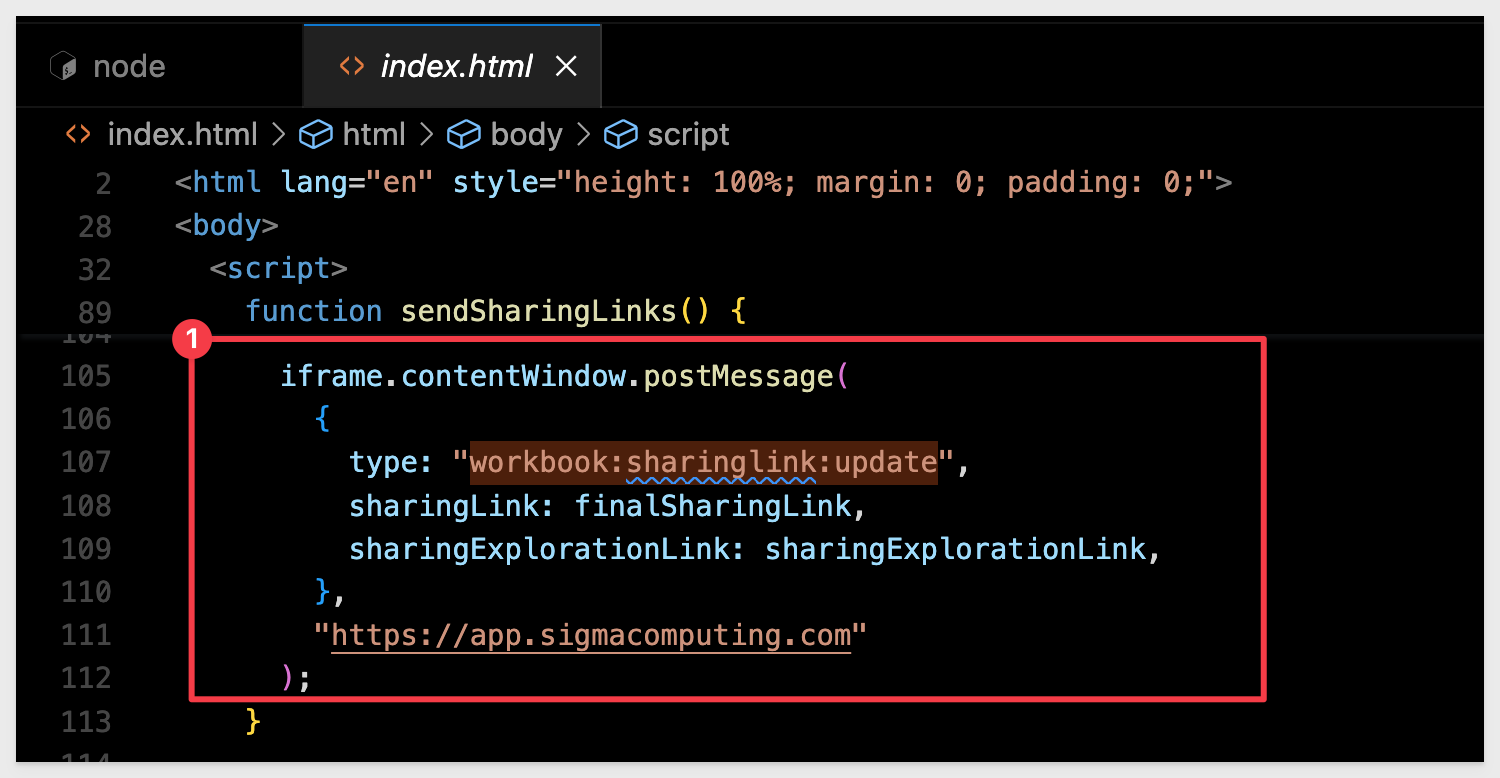 node
index.html
index.html > html > body > script
2 <html lang="en" style="height: 100%; margin: 0; padding: 0;">
28 <body>
32 <script>
89 function sendSharingLinks() {
104
1
105 iframe.contentWindow.postMessage(
106 {
107 type: "workbook:sharinglink:update",
108 sharingLink: finalSharingLink,
109 sharingExplorationLink: sharingExplorationLink,
110 },
111 "https://app.sigmacomputing.com"
112 );
113 }
114